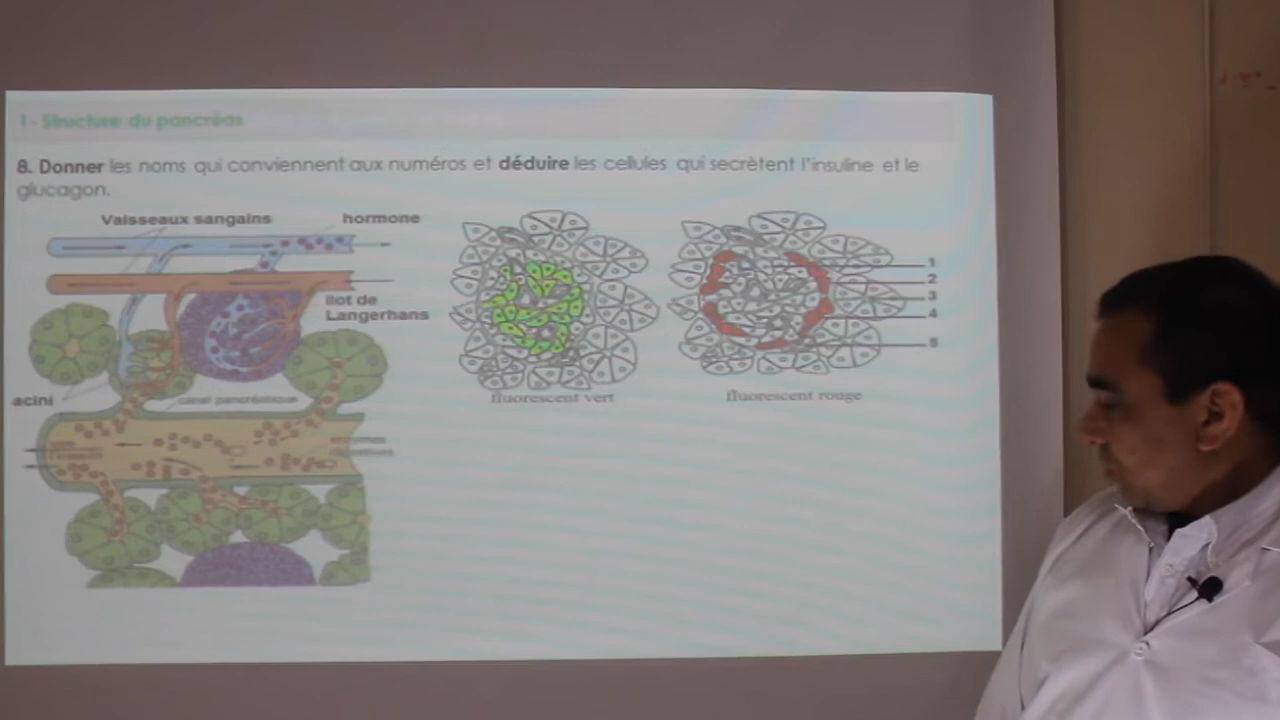 1- Structure du pancréas
8. Donner les noms qui conviennent aux numéros et déduire les cellules qui secrètent l'insuline et le
glucagon.
Vaisseaux sangains
hormone
ilot de
Langerhans
acini
canal pancréatique
1
2
3
4
5
fluorescent vert
fluorescent rouge